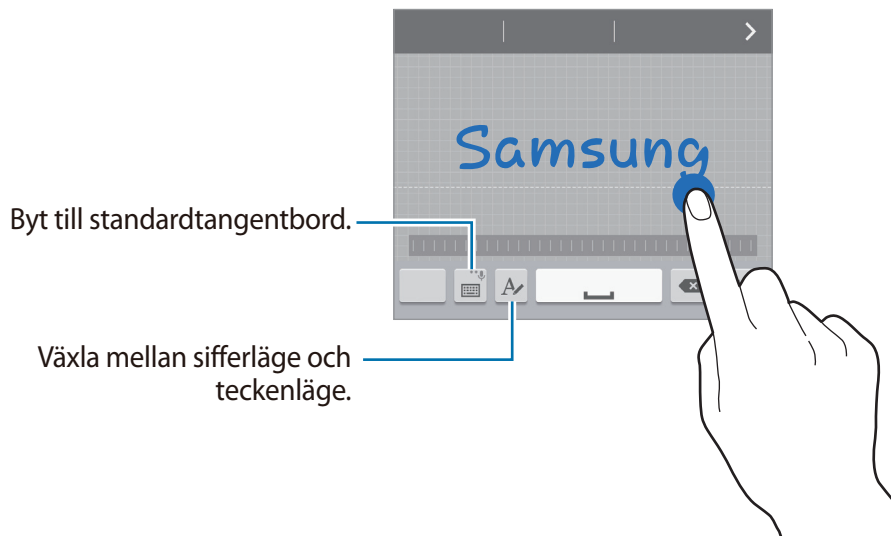 Samsung
Byt till standardtangentbord.
Växla mellan sifferläge och
teckenläge.